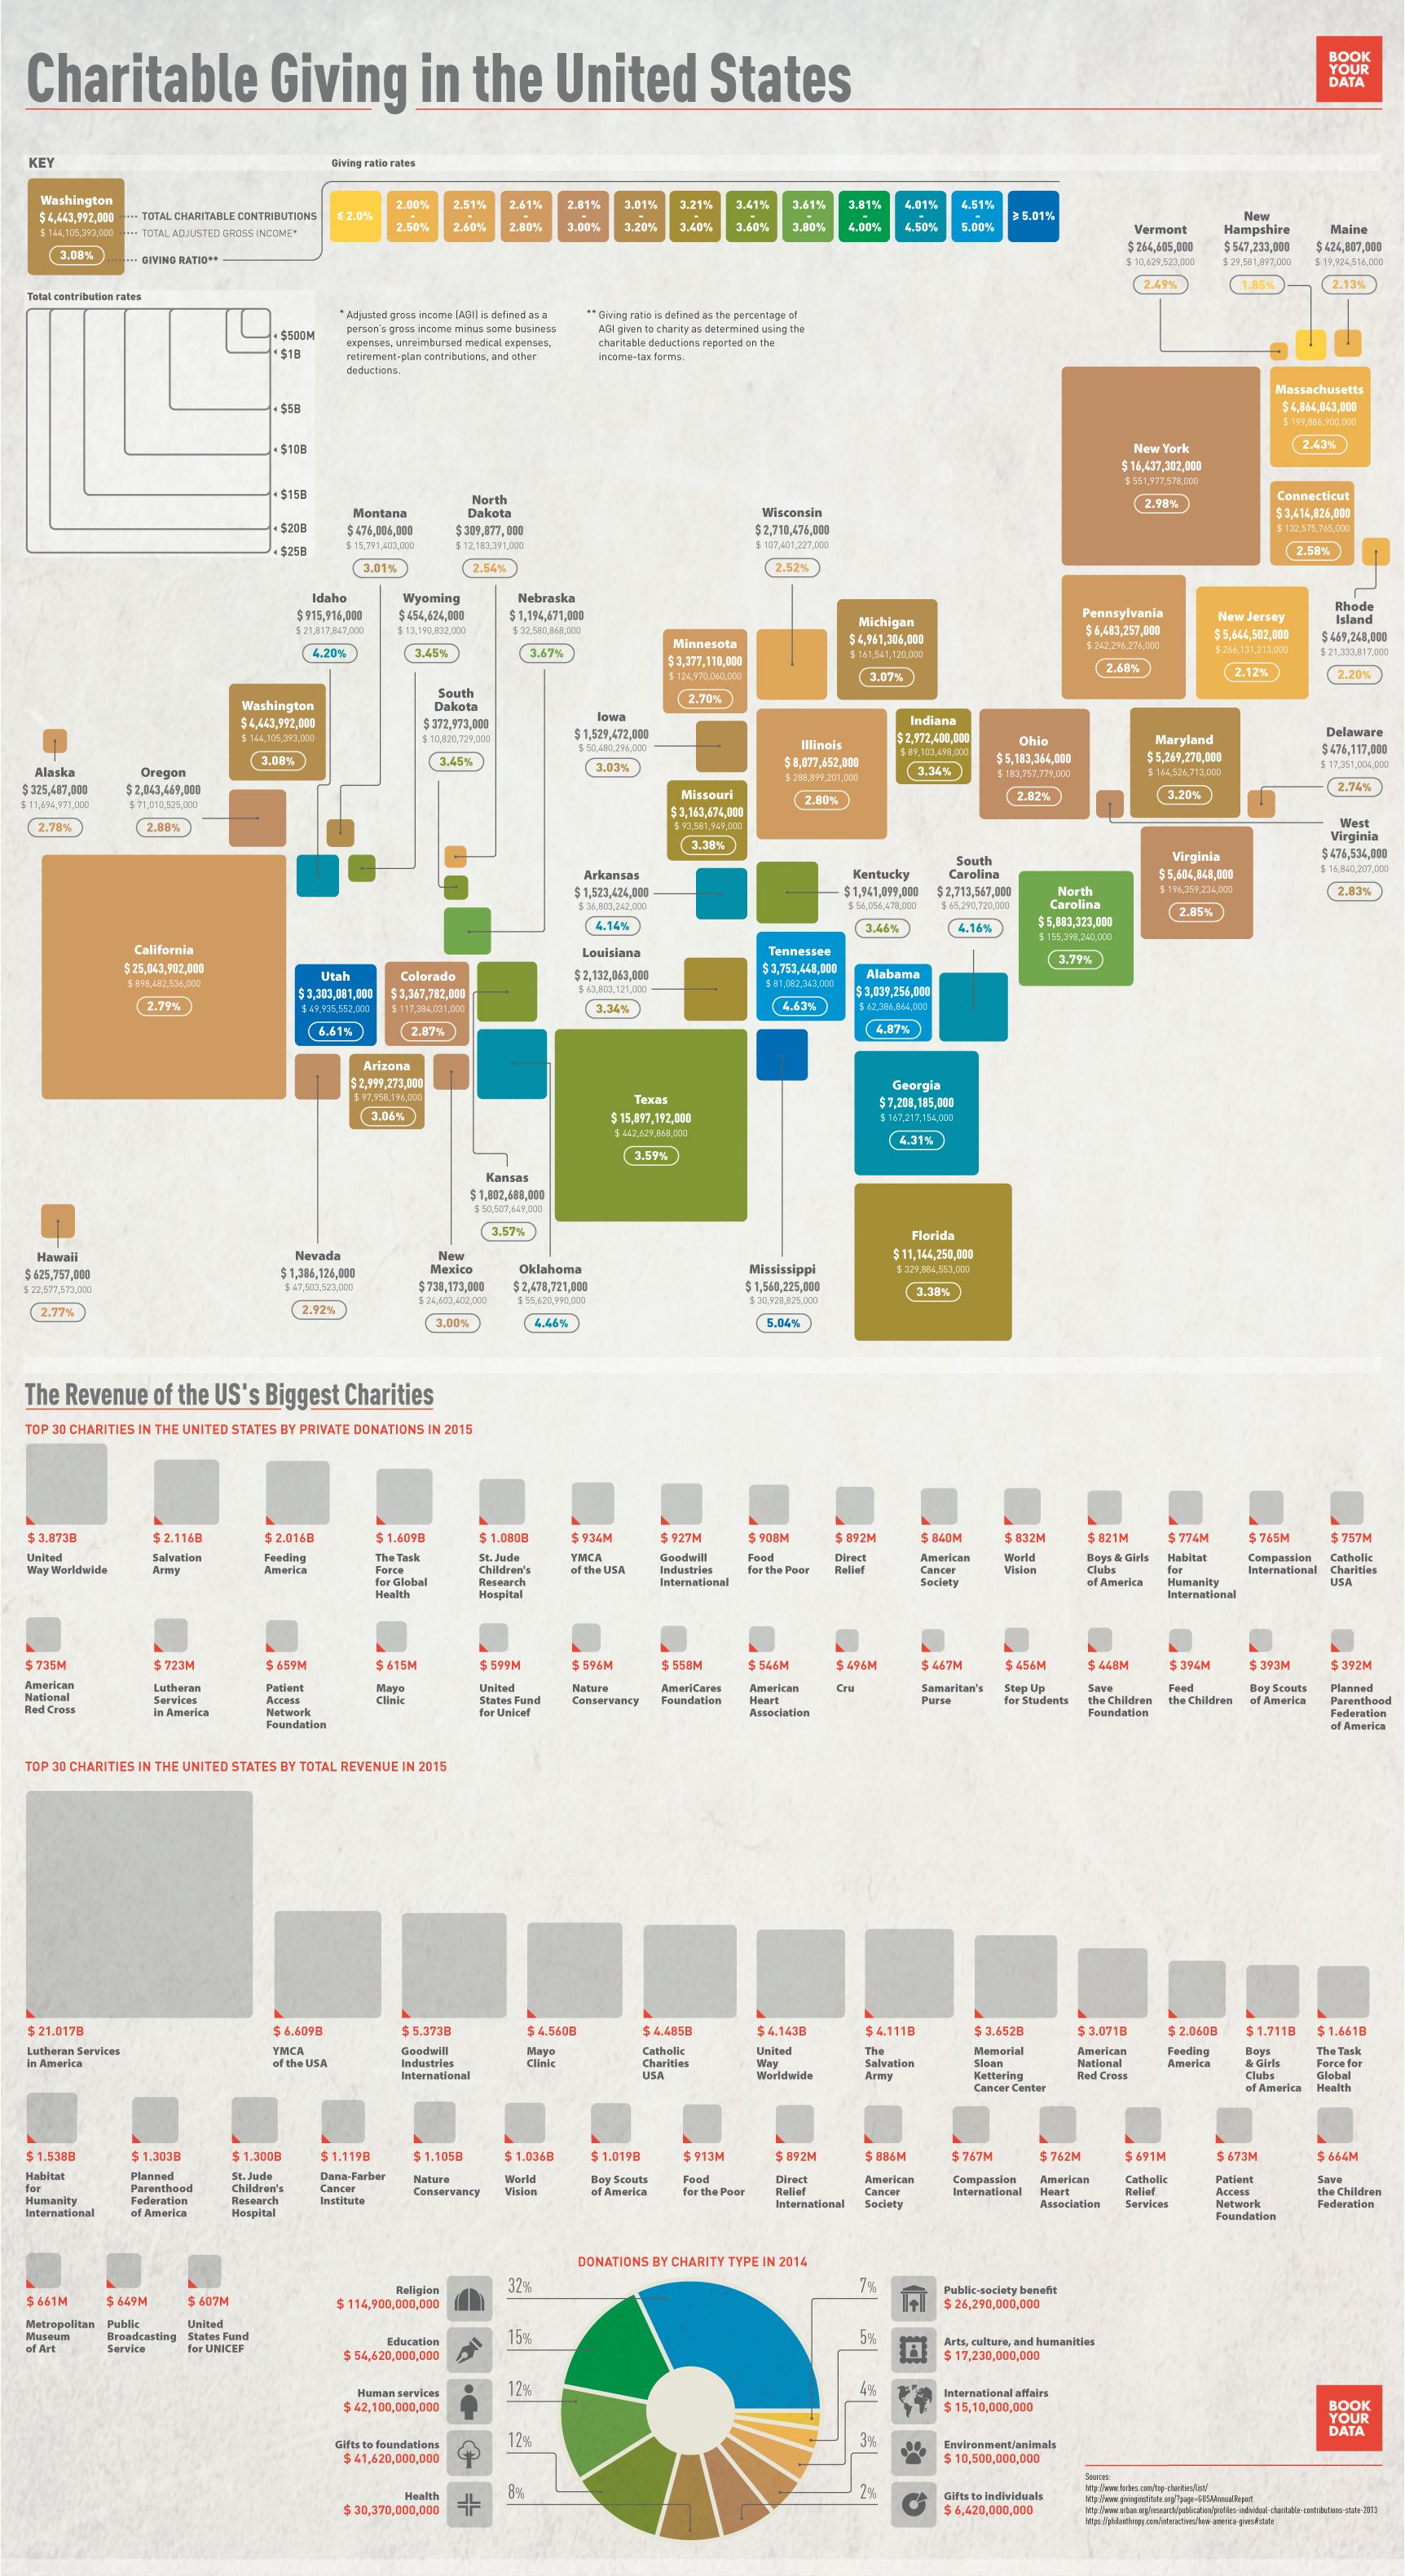 Charitable Giving in the United States
BOOK
YOUR
DATA
KEY
Giving ratio rates
Washington
$ 4,443,992,000
$ 144,105,393,000
3.08%
TOTAL CHARITABLE CONTRIBUTIONS
TOTAL ADJUSTED GROSS INCOME*
GIVING RATIO**
≤ 2.0%
2.00% - 2.50%
2.51% - 2.60%
2.61% - 2.80%
2.81% - 3.00%
3.01% - 3.20%
3.21% - 3.40%
3.41% - 3.60%
3.61% - 3.80%
3.81% - 4.00%
4.01% - 4.50%
4.51% - 5.00%
≥ 5.01%
Total contribution rates
$500M
$1B
$5B
$10B
$15B
$20B
$25B
* Adjusted gross income (AGI) is defined as a
person's gross income minus some business
expenses, unreimbursed medical expenses,
retirement-plan contributions, and other
deductions.
** Giving ratio is defined as the percentage of
AGI given to charity as determined using the
charitable deductions reported on the
income-tax forms.
Vermont
$ 264,605,000
$ 10,629,523,000
2.49%
New
Hampshire
$ 547,233,000
$ 29,581,897,000
1.85%
Maine
$ 424,807,000
$ 19,924,516,000
2.13%
New York
$ 16,437,302,000
$ 551,977,578,000
2.98%
Massachusetts
$ 4,864,043,000
$ 199,886,900,000
2.43%
Connecticut
$ 3,414,826,000
$ 132,575,765,000
2.58%
Rhode
Island
$ 469,248,000
$ 21,333,817,000
2.20%
Montana
$ 476,006,000
$ 15,791,403,000
3.01%
North
Dakota
$ 309,877, 000
$ 12,183,391,000
2.54%
Wisconsin
$ 2,710,476,000
$ 107,401,227,000
2.52%
Idaho
$ 915,916,000
$ 21,817,847,000
4.20%
Wyoming
$ 454,624,000
$ 13,190,832,000
3.45%
Nebraska
$ 1,194,671,000
$ 32,580,868,000
3.67%
Minnesota
$ 3,377,110,000
$ 124,970,060,000
2.70%
Michigan
$ 4,961,306,000
$ 161,541,120,000
3.07%
Pennsylvania
$ 6,483,257,000
$ 242,296,276,000
2.68%
New Jersey
$ 5,644,502,000
$ 266,131,213,000
2.12%
Washington
$ 4,443,992,000
$ 144,105,393,000
3.08%
South
Dakota
$ 372,973,000
$ 10,820,729,000
3.45%
Iowa
$ 1,529,472,000
$ 50,480,296,000
3.03%
Illinois
$ 8,077,652,000
$ 288,899,201,000
2.80%
Indiana
$ 2,972,400,000
$ 89,103,498,000
3.34%
Ohio
$ 5,183,364,000
$ 183,757,779,000
2.82%
Maryland
$ 5,269,270,000
$ 164,526,713,000
3.20%
Delaware
$ 476,117,000
$ 17,351,004,000
2.74%
Alaska
$ 325,487,000
$ 11,694,971,000
2.78%
Oregon
$ 2,043,469,000
$ 71,010,525,000
2.88%
Missouri
$ 3,163,674,000
$ 93,581,949,000
3.38%
West
Virginia
$ 476,534,000
$ 16,840,207,000
2.83%
Virginia
$ 5,604,848,000
$ 196,359,234,000
2.85%
Arkansas
$ 1,523,424,000
$ 36,803,242,000
4.14%
Kentucky
$ 1,941,099,000
$ 56,056,478,000
3.46%
South
Carolina
$ 2,713,567,000
$ 65,290,720,000
4.16%
North
Carolina
$ 5,883,323,000
$ 155,398,240,000
3.79%
California
$ 25,043,902,000
$ 898,482,536,000
2.79%
Utah
$ 3,303,081,000
$ 49,935,552,000
6.61%
Colorado
$ 3,367,782,000
$ 117,384,031,000
2.87%
Louisiana
$ 2,132,063,000
$ 63,803,121,000
3.34%
Tennessee
$ 3,753,448,000
$ 81,082,343,000
4.63%
Alabama
$ 3,039,256,000
$ 62,386,864,000
4.87%
Arizona
$ 2,999,273,000
$ 97,958,196,000
3.06%
Texas
$ 15,897,192,000
$ 442,629,868,000
3.59%
Georgia
$ 7,208,185,000
$ 167,217,154,000
4.31%
Kansas
$ 1,802,688,000
$ 50,507,649,000
3.57%
Florida
$ 11,144,250,000
$ 329,884,553,000
3.38%
Hawaii
$ 625,757,000
$ 22,577,573,000
2.77%
Nevada
$ 1,386,126,000
$ 47,503,523,000
2.92%
New
Mexico
$ 738,173,000
$ 24,603,402,000
3.00%
Oklahoma
$ 2,478,721,000
$ 55,620,990,000
4.46%
Mississippi
$ 1,560,225,000
$ 30,928,825,000
5.04%
The Revenue of the US's Biggest Charities
TOP 30 CHARITIES IN THE UNITED STATES BY PRIVATE DONATIONS IN 2015
$ 3.873B
United
Way Worldwide
$ 2.116B
Salvation
Army
$ 2.016B
Feeding
America
$ 1.609B
The Task
Force
for Global
Health
$ 1.080B
St. Jude
Children's
Research
Hospital
$ 934M
YMCA
of the USA
$ 927M
Goodwill
Industries
International
$ 908M
Food
for the Poor
$ 892M
Direct
Relief
$ 840M
American
Cancer
Society
$ 832M
World
Vision
$ 821M
Boys & Girls
Clubs
of America
$ 774M
Habitat
for
Humanity
International
$ 765M
Compassion
International
$ 757M
Catholic
Charities
USA
$ 735M
American
National
Red Cross
$ 723M
Lutheran
Services
in America
$ 659M
Patient
Access
Network
Foundation
$ 615M
Mayo
Clinic
$ 599M
United
States Fund
for Unicef
$ 596M
Nature
Conservancy
$ 558M
AmeriCares
Foundation
$ 546M
American
Heart
Association
$ 496M
Cru
$ 467M
Samaritan's
Purse
$ 456M
Step Up
for Students
$ 448M
Save
the Children
Foundation
$ 394M
Feed
the Children
$ 393M
Boy Scouts
of America
$ 392M
Planned
Parenthood
Federation
of America
TOP 30 CHARITIES IN THE UNITED STATES BY TOTAL REVENUE IN 2015
$ 21.017B
Lutheran Services
in America
$ 6.609B
YMCA
of the USA
$ 5.373B
Goodwill
Industries
International
$ 4.560B
Mayo
Clinic
$ 4.485B
Catholic
Charities
USA
$ 4.143B
United
Way
Worldwide
$ 4.111B
The
Salvation
Army
$ 3.652B
Memorial
Sloan
Kettering
Cancer Center
$ 3.071B
American
National
Red Cross
$ 2.060B
Feeding
America
$ 1.711B
Boys
& Girls
Clubs
of America
$ 1.661B
The Task
Force for
Global
Health
$ 1.538B
Habitat
for
Humanity
International
$ 1.303B
Planned
Parenthood
Federation
of America
$ 1.300B
St. Jude
Children's
Research
Hospital
$ 1.119B
Dana-Farber
Cancer
Institute
$ 1.105B
Nature
Conservancy
$ 1.036B
World
Vision
$ 1.019B
Boy Scouts
of America
$ 913M
Food
for the Poor
$ 892M
Direct
Relief
International
$ 886M
American
Cancer
Society
$ 767M
Compassion
International
$ 762M
American
Heart
Association
$ 691M
Catholic
Relief
Services
$ 673M
Patient
Access
Network
Foundation
$ 664M
Save
the Children
Federation
$ 661M
Metropolitan
Museum
of Art
$ 649M
Public
Broadcasting
Service
$ 607M
United
States Fund
for UNICEF
DONATIONS BY CHARITY TYPE IN 2014
Religion
$ 114,900,000,000
32%
Education
$ 54,620,000,000
15%
Human services
$ 42,100,000,000
12%
Gifts to foundations
$ 41,620,000,000
12%
Health
$ 30,370,000,000
8%
7%
Public-society benefit
$ 26,290,000,000
5%
Arts, culture, and humanities
$ 17,230,000,000
4%
International affairs
$ 15,10,000,000
3%
Environment/animals
$ 10,500,000,000
2%
Gifts to individuals
$ 6,420,000,000
BOOK
YOUR
DATA
Sources:
http://www.forbes.com/top-charities/list/
http://www.givinginstitute.org/?page=GUSAAnnualReport
http://www.urban.org/research/publication/profiles-individual-charitable-contributions-state-2013
https://philanthropy.com/interactives/how-america-gives#state